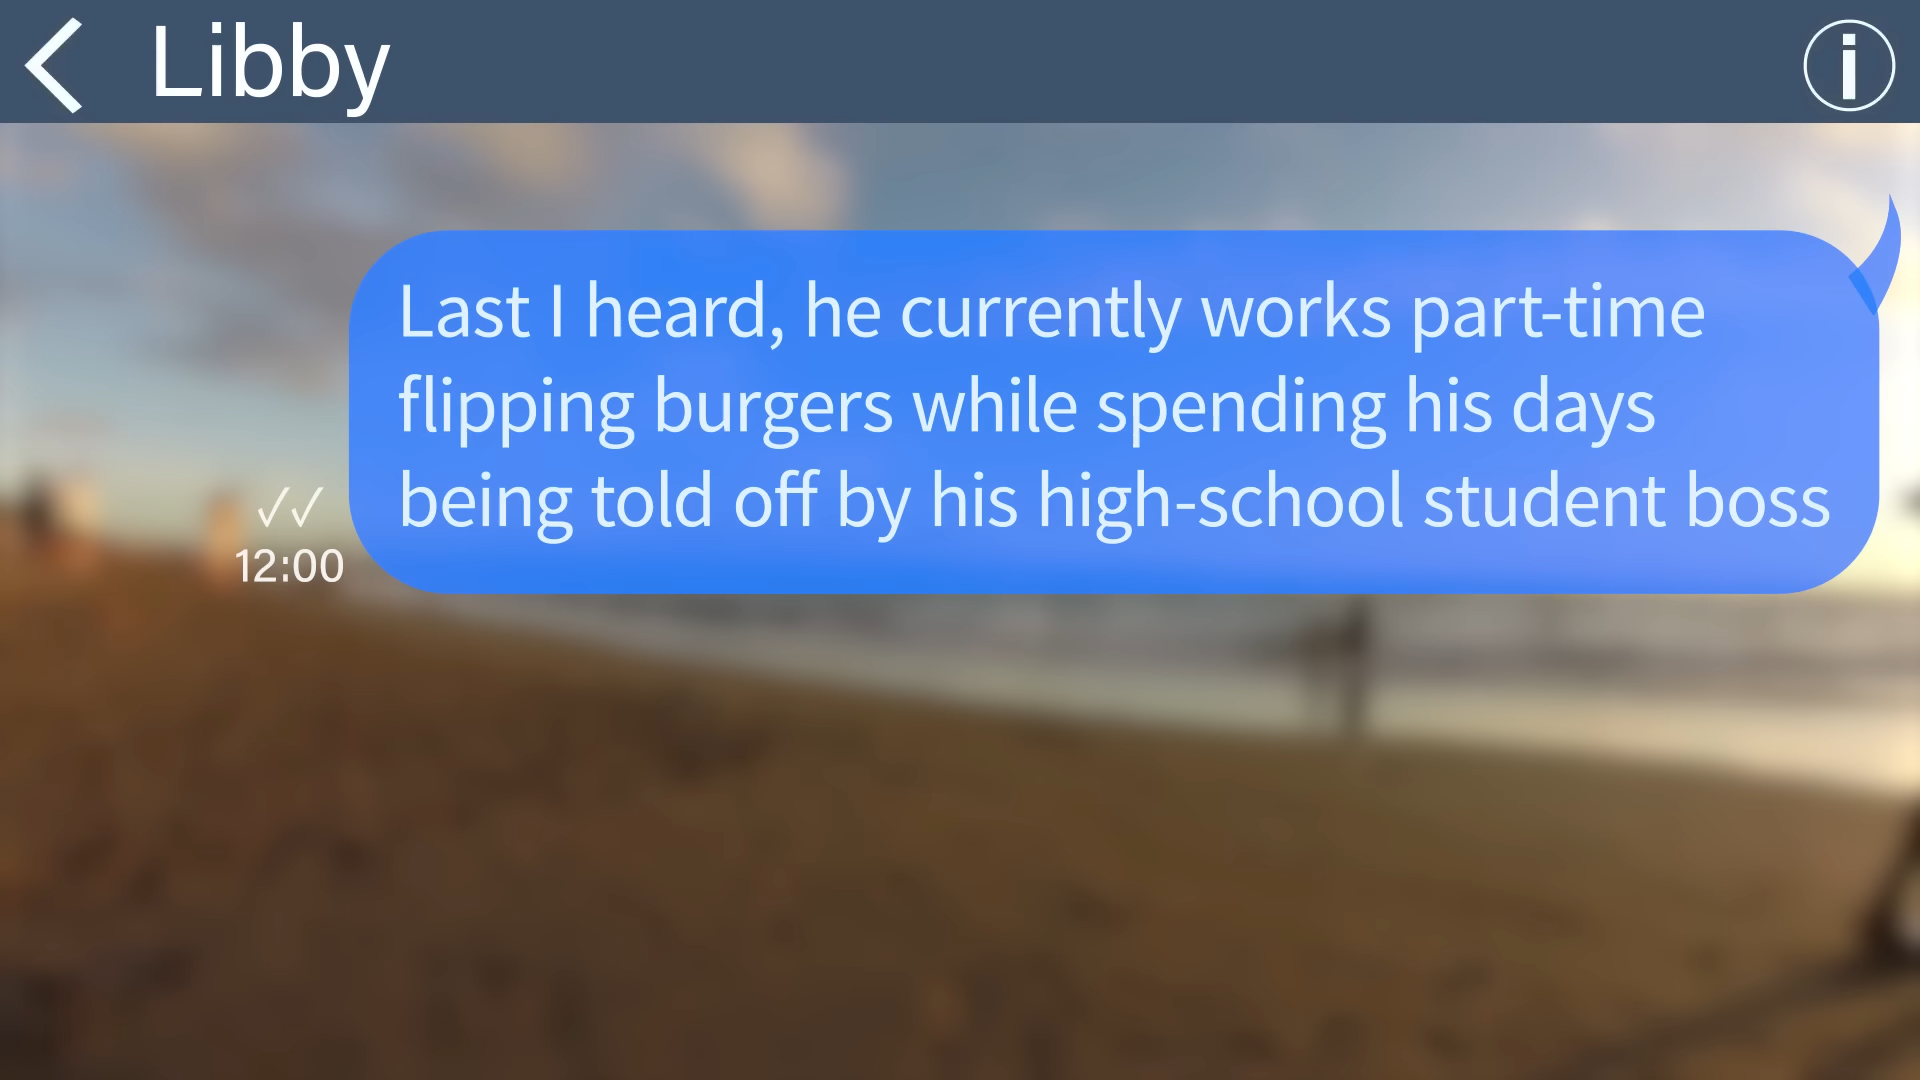 Libby
Last I heard, he currently works part-time
flipping burgers while spending his days
being told off by his high-school student boss
12:00